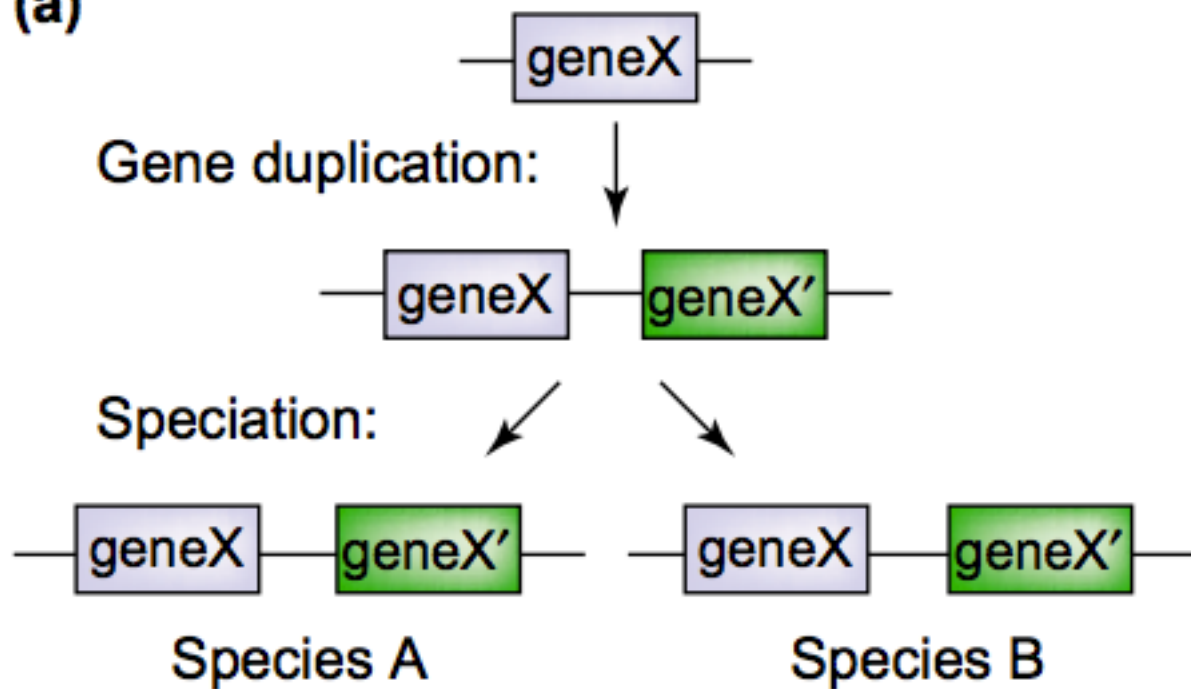 (a)
geneX
Gene duplication:
geneX geneX′
Speciation:
geneX geneX′ geneX geneX′
Species A Species B